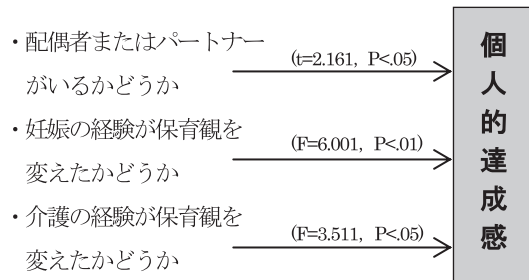 ・配偶者またはパートナー
がいるかどうか
(t=2.161, P<.05)
・妊娠の経験が保育観を
変えたかどうか
(F=6.001, P<.01)
・介護の経験が保育観を
変えたかどうか
(F=3.511, P<.05)
個人的達成感